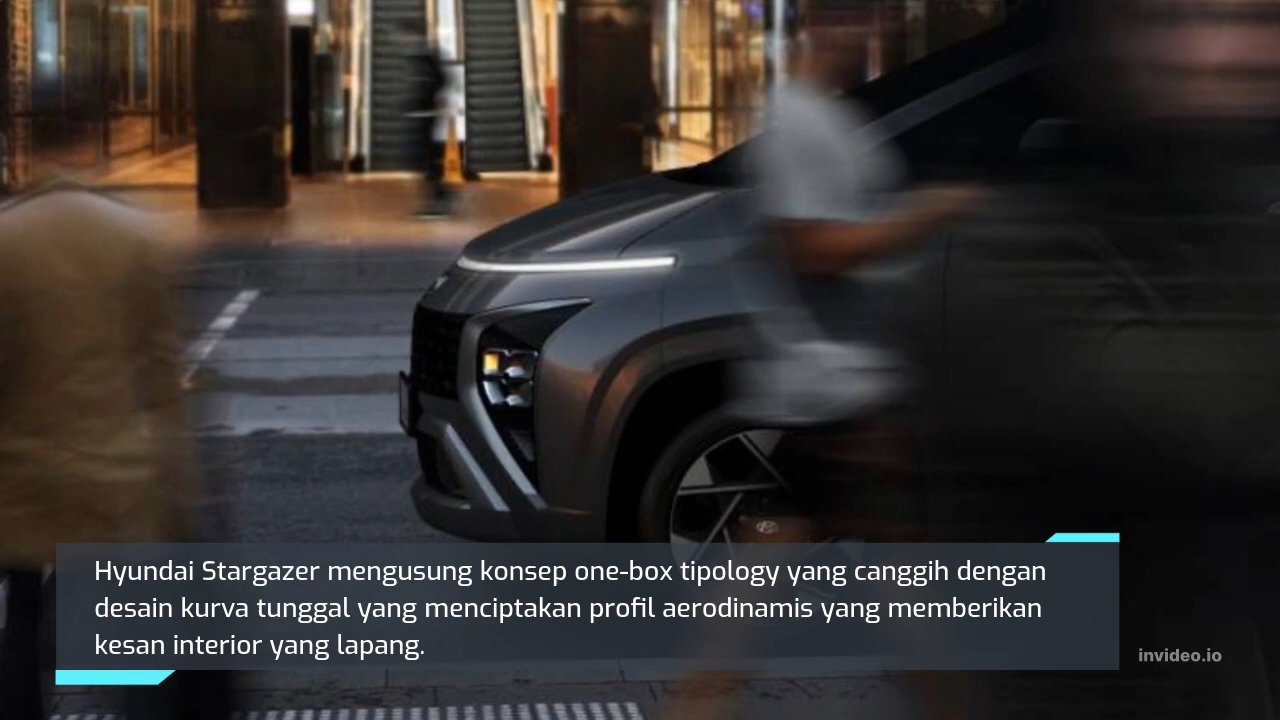 Hyundai Stargazer mengusung konsep one-box tipology yang canggih dengan
desain kurva tunggal yang menciptakan profil aerodinamis yang memberikan
kesan interior yang lapang.
invideo.io